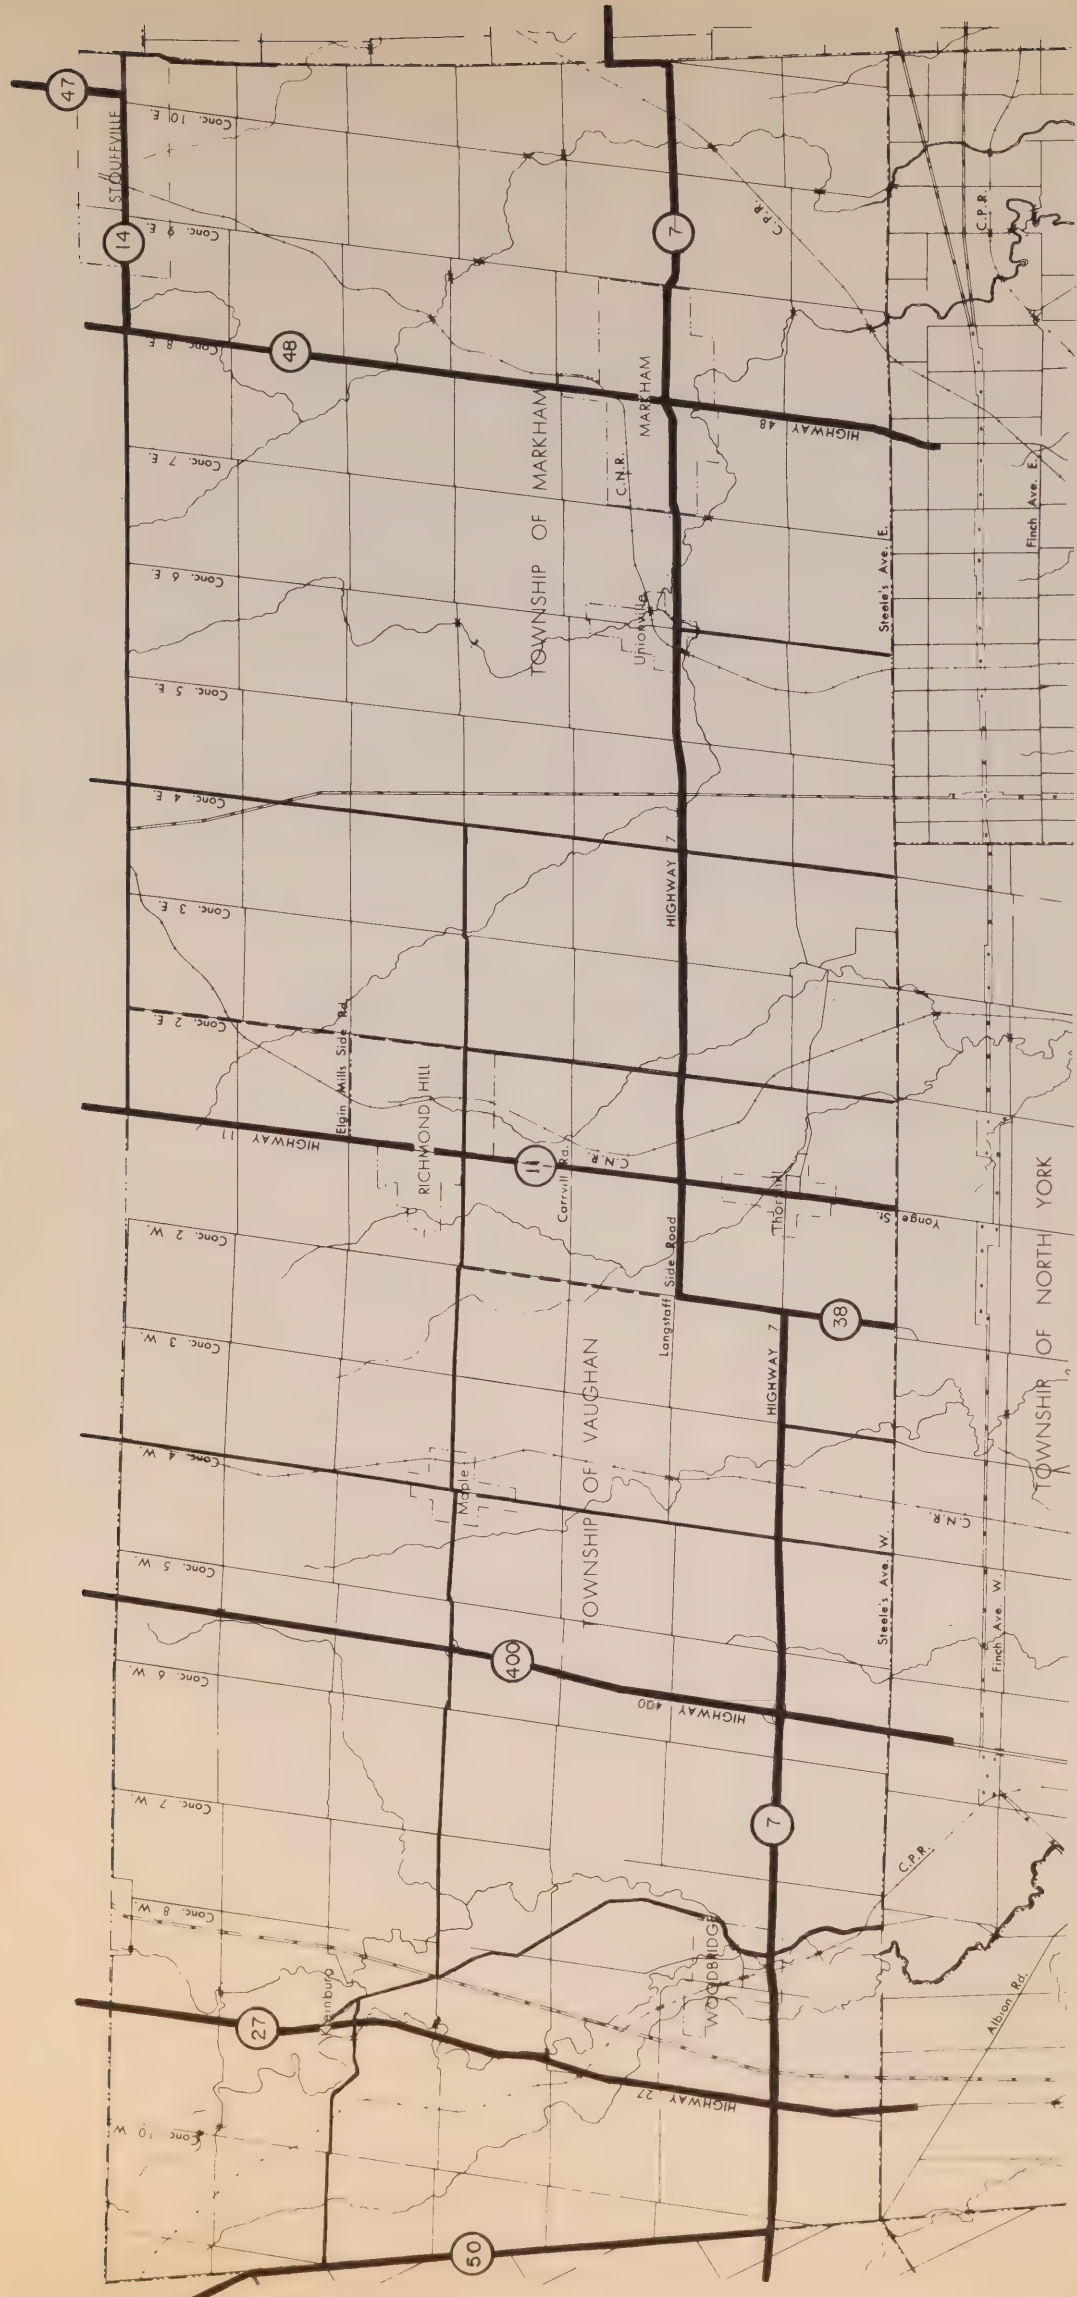 47
STOUFFVILLE
Conc. 10 E.
14
Conc. 9 E.
Conc. 8 E.
48
Conc. 7 E.
Conc. 6 E.
Conc. 5 E.
Conc. 4 E.
Conc. 3 E.
Conc. 2 E.
7
C.P.R.
C.P.R.
MARKHAM
TOWNSHIP OF MARKHAM
C.N.R.
HIGHWAY 48
Unionville
Steele's Ave. E.
Finch Ave. E.
HIGHWAY 7
Elgin Mills Side Rd.
HIGHWAY 11
RICHMOND HILL
11
Carrvill Rd.
C.N.R.
Thornhill
Yonge St.
Langstaff Side Road
38
HIGHWAY 7
TOWNSHIP OF NORTH YORK
Conc. 2 W.
Conc. 3 W.
Conc. 4 W.
Maple
TOWNSHIP OF VAUGHAN
C.N.R.
Conc. 5 W.
Steele's Ave. W.
Finch Ave. W.
400
HIGHWAY 400
Conc. 6 W.
Conc. 7 W.
7
C.P.R.
Conc. 8 W.
WOODBRIDGE
Kleinburg
27
HIGHWAY 27
Albion Rd.
Conc 10 W
50